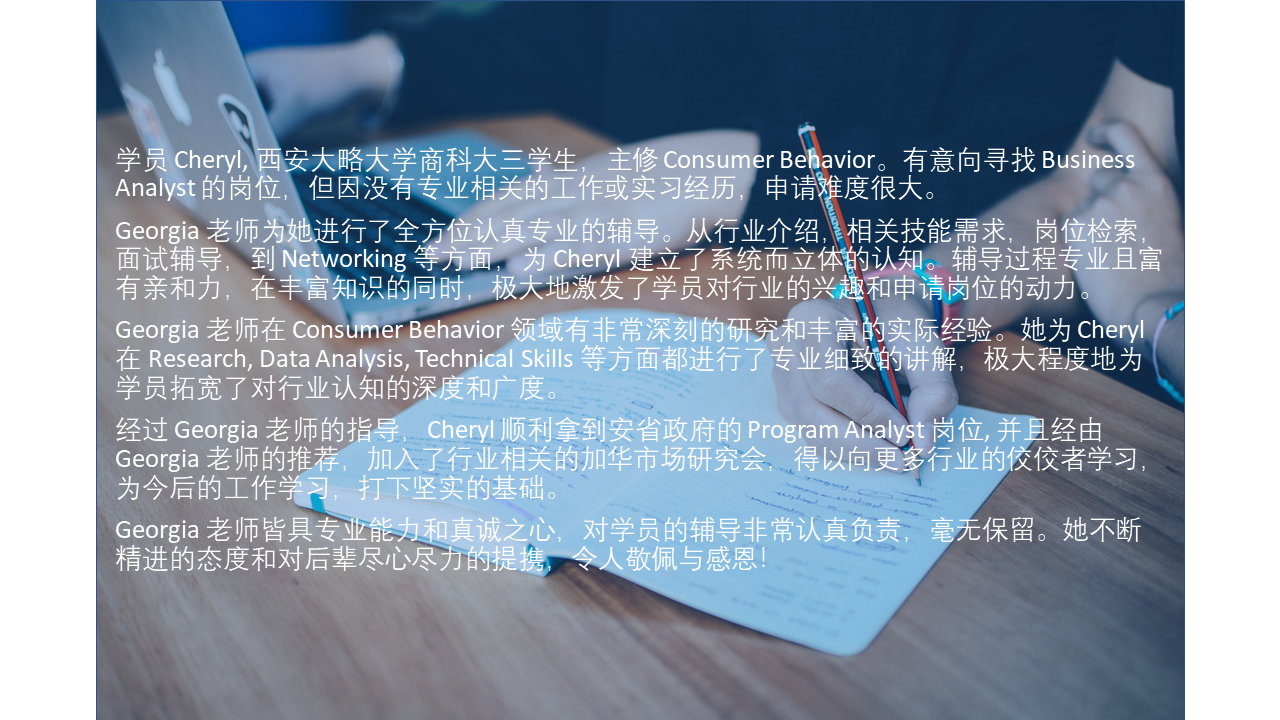 学员 Cheryl, 西安大略大学商科大三学生，主修 Consumer Behavior。有意向寻找 Business
Analyst 的岗位，但因没有专业相关的工作或实习经历，申请难度很大。
Georgia 老师为她进行了全方位认真专业的辅导。从行业介绍，相关技能需求，岗位检索，
面试辅导，到 Networking 等方面，为 Cheryl 建立了系统而立体的认知。辅导过程专业且富
有亲和力，在丰富知识的同时，极大地激发了学员对行业的兴趣和申请岗位的动力。
Georgia 老师在 Consumer Behavior 领域有非常深刻的研究和丰富的实际经验。她为 Cheryl
在 Research, Data Analysis, Technical Skills 等方面都进行了专业细致的讲解，极大程度地为
学员拓宽了对行业认知的深度和广度。
经过 Georgia 老师的指导，Cheryl 顺利拿到安省政府的 Program Analyst 岗位, 并且经由
Georgia 老师的推荐，加入了行业相关的加华市场研究会，得以向更多行业的佼佼者学习，
为今后的工作学习，打下坚实的基础。
Georgia 老师皆具专业能力和真诚之心，对学员的辅导非常认真负责，毫无保留。她不断
精进的态度和对后辈尽心尽力的提携，令人敬佩与感恩！